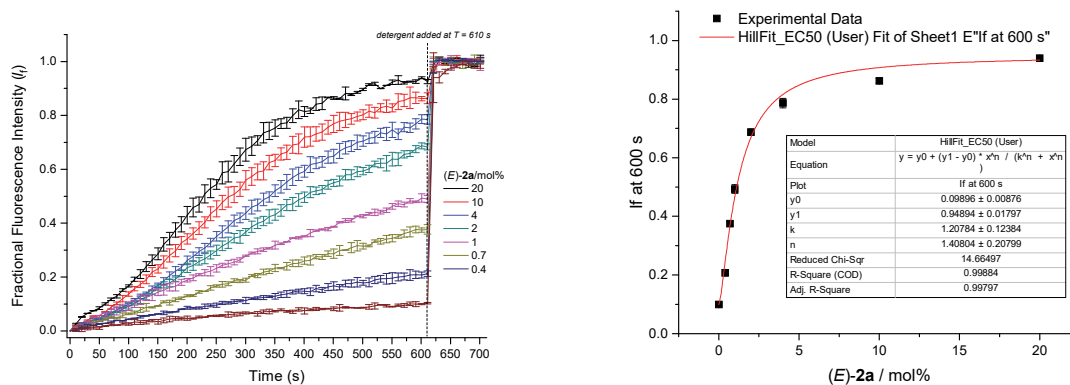 detergent added at T = 610 s
Fractional Fluorescence Intensity (If)
1.0
0.8
0.6
0.4
0.2
0.0
(E)-2a/mol%
20
10
4
2
1
0.7
0.4
0 50 100 150 200 250 300 350 400 450 500 550 600 650 700
Time (s)
Experimental Data
HillFit_EC50 (User) Fit of Sheet1 E"If at 600 s"
If at 600 s
1.0
0.8
0.6
0.4
0.2
0.0
Model HillFit_EC50 (User)
Equation y = y0 + (y1 - y0) * x^n / (k^n + x^n
)
Plot If at 600 s
y0 0.09896 ± 0.00876
y1 0.94894 ± 0.01797
k 1.20784 ± 0.12384
n 1.40804 ± 0.20799
Reduced Chi-Sqr 14.66497
R-Square (COD) 0.99884
Adj. R-Square 0.99797
0 5 10 15 20
(E)-2a / mol%